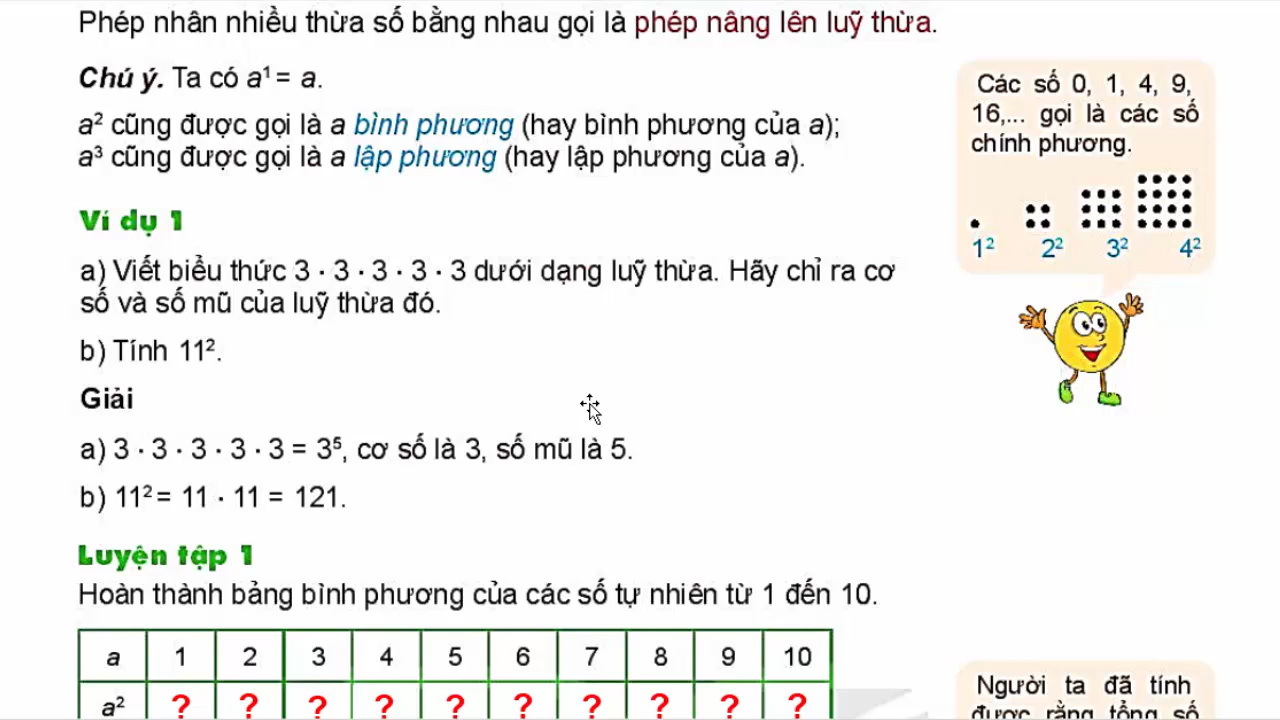 Phép nhân nhiều thừa số bằng nhau gọi là phép nâng lên luỹ thừa.
Chú ý. Ta có a¹ = a.
a² cũng được gọi là a bình phương (hay bình phương của a);
a³ cũng được gọi là a lập phương (hay lập phương của a).
Các số 0, 1, 4, 9,
16,... gọi là các số
chính phương.
1² 2² 3² 4²
Ví dụ 1
a) Viết biểu thức 3 · 3 · 3 · 3 · 3 dưới dạng luỹ thừa. Hãy chỉ ra cơ
số và số mũ của luỹ thừa đó.
b) Tính 11².
Giải
a) 3 · 3 · 3 · 3 · 3 = 3⁵, cơ số là 3, số mũ là 5.
b) 11² = 11 · 11 = 121.
Luyện tập 1
Hoàn thành bảng bình phương của các số tự nhiên từ 1 đến 10.
a 1 2 3 4 5 6 7 8 9 10
a² ? ? ? ? ? ? ? ? ? ?
Người ta đã tính
được rằng tổng số